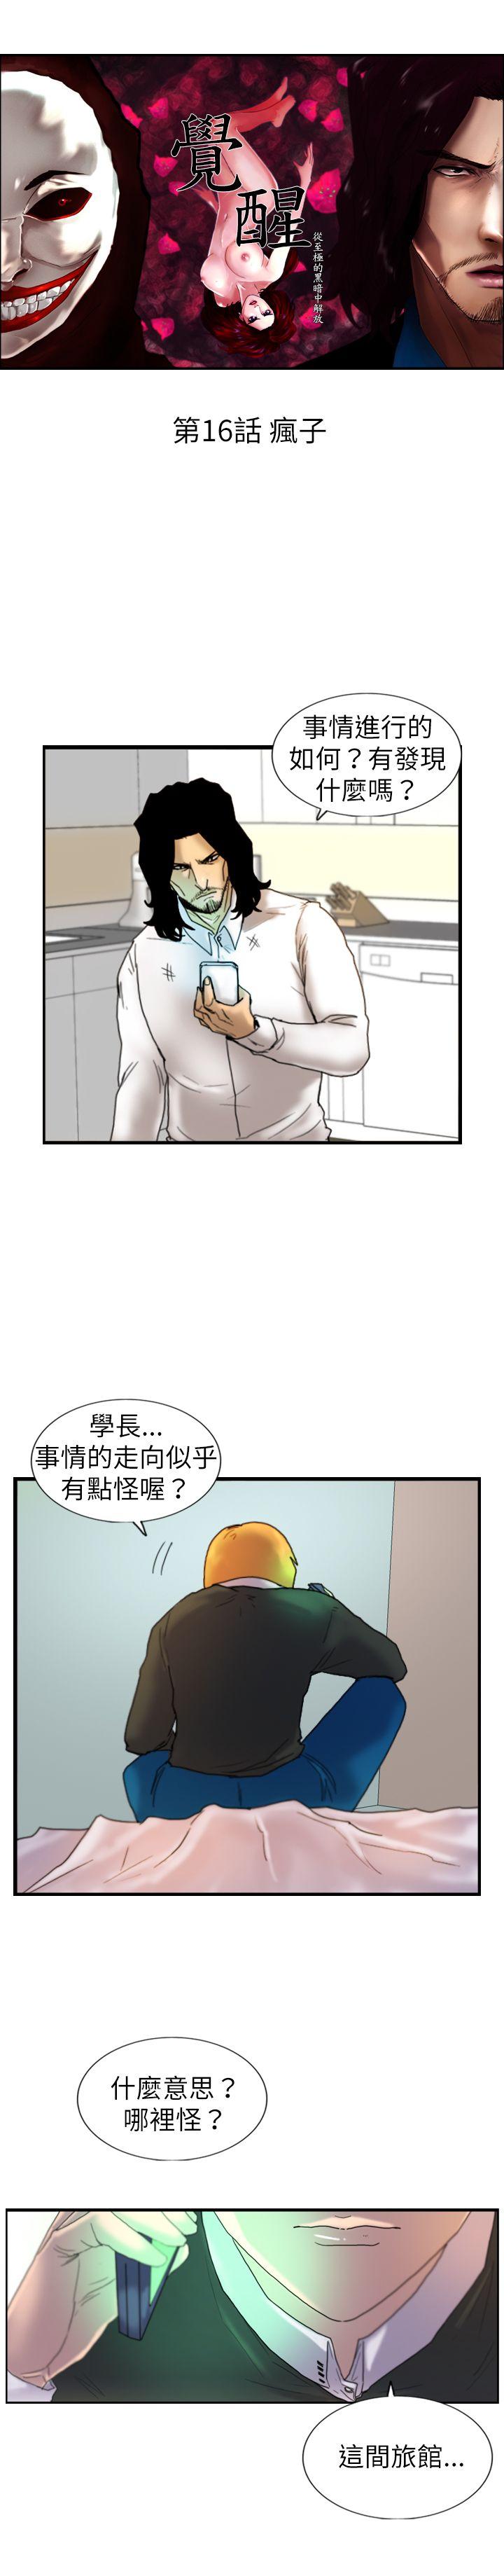 覺醒
從至極的黑暗中解放
第16話 瘋子
事情進行的
如何？有發現
什麼嗎？
學長...
事情的走向似乎
有點怪喔？
什麼意思？
哪裡怪？
這間旅館...